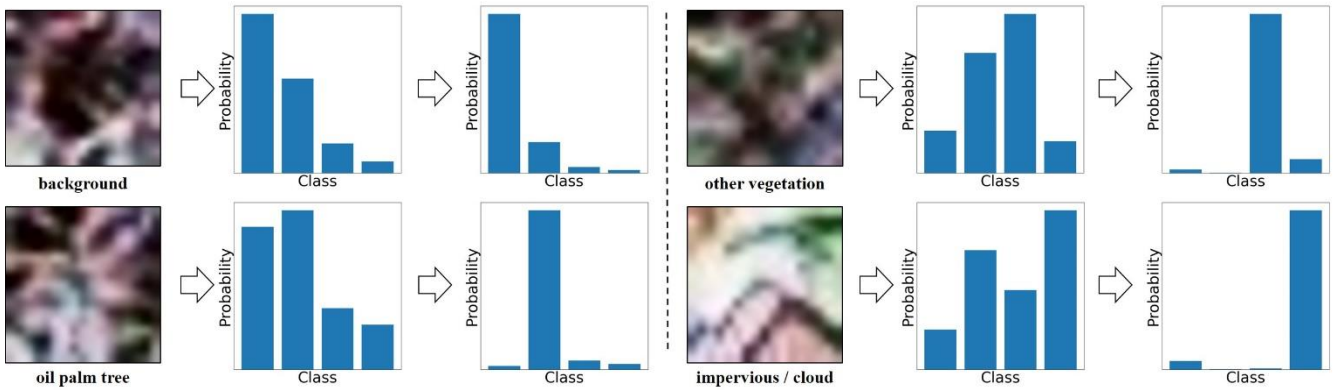 Probability
Class
Probability
Class
background
Probability
Class
Probability
Class
other vegetation
Probability
Class
Probability
Class
oil palm tree
Probability
Class
Probability
Class
impervious / cloud